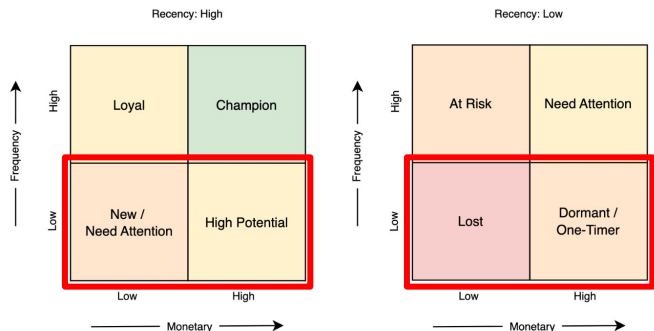 Recency: High
Frequency
High
Loyal
Champion
Low
New /
Need Attention
High Potential
Low
High
Monetary
Recency: Low
Frequency
High
At Risk
Need Attention
Low
Lost
Dormant /
One-Timer
Low
High
Monetary